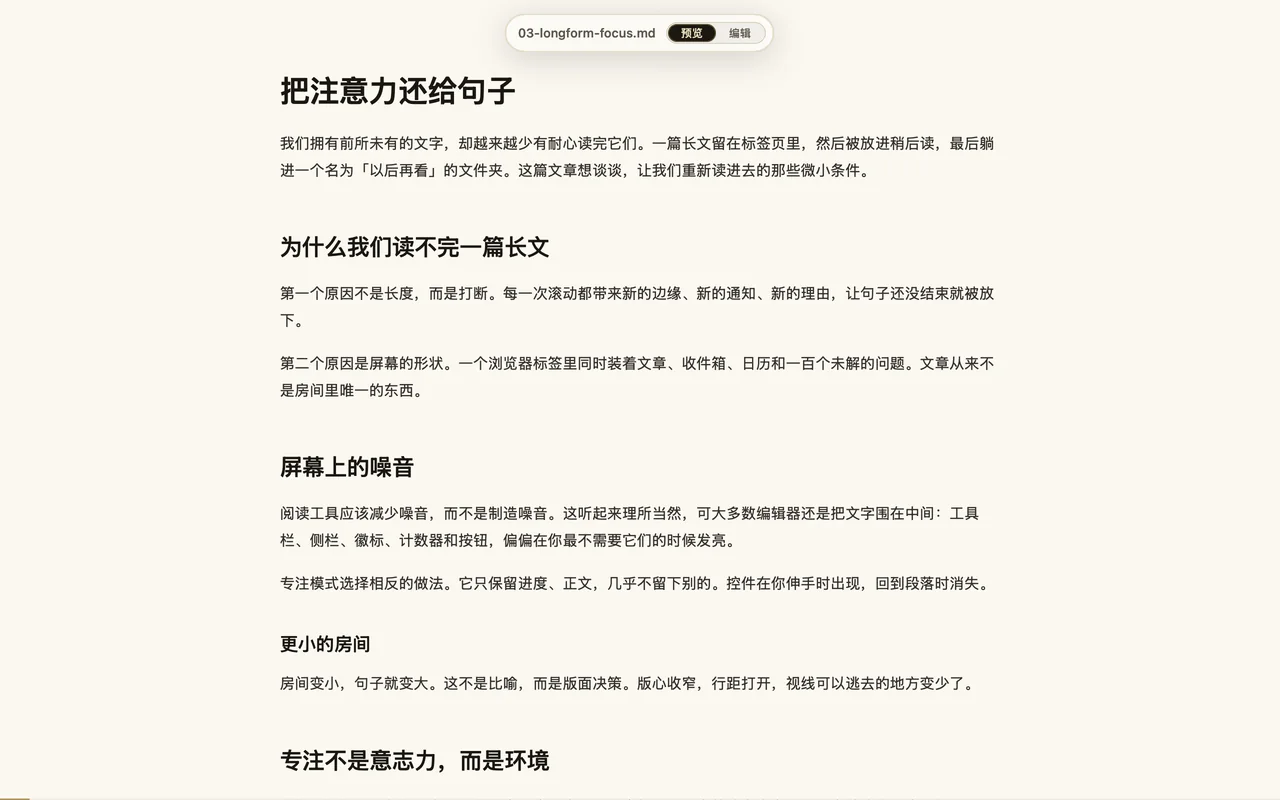 03-longform-focus.md 预览 编辑
把注意力还给句子
我们拥有前所未有的文字，却越来越少有耐心读完它们。一篇长文留在标签页里，然后被放进稍后读，最后躺
进一个名为「以后再看」的文件夹。这篇文章想谈谈，让我们重新读进去的那些微小条件。
为什么我们读不完一篇长文
第一个原因不是长度，而是打断。每一次滚动都带来新的边缘、新的通知、新的理由，让句子还没结束就被放
下。
第二个原因是屏幕的形状。一个浏览器标签里同时装着文章、收件箱、日历和一百个未解的问题。文章从来不
是房间里唯一的东西。
屏幕上的噪音
阅读工具应该减少噪音，而不是制造噪音。这听起来理所当然，可大多数编辑器还是把文字围在中间：工具
栏、侧栏、徽标、计数器和按钮，偏偏在你最不需要它们的时候发亮。
专注模式选择相反的做法。它只保留进度、正文，几乎不留下别的。控件在你伸手时出现，回到段落时消失。
更小的房间
房间变小，句子就变大。这不是比喻，而是版面决策。版心收窄，行距打开，视线可以逃去的地方变少了。
专注不是意志力，而是环境